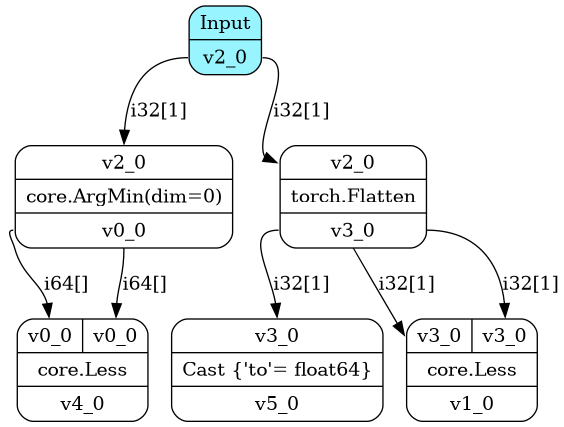 Input
v2_0
i32[1]
i32[1]
v2_0
core.ArgMin(dim=0)
v0_0
v2_0
torch.Flatten
v3_0
i64[]
i64[]
i32[1]
i32[1]
i32[1]
v0_0 v0_0
core.Less
v4_0
v3_0
Cast {'to'= float64}
v5_0
v3_0 v3_0
core.Less
v1_0